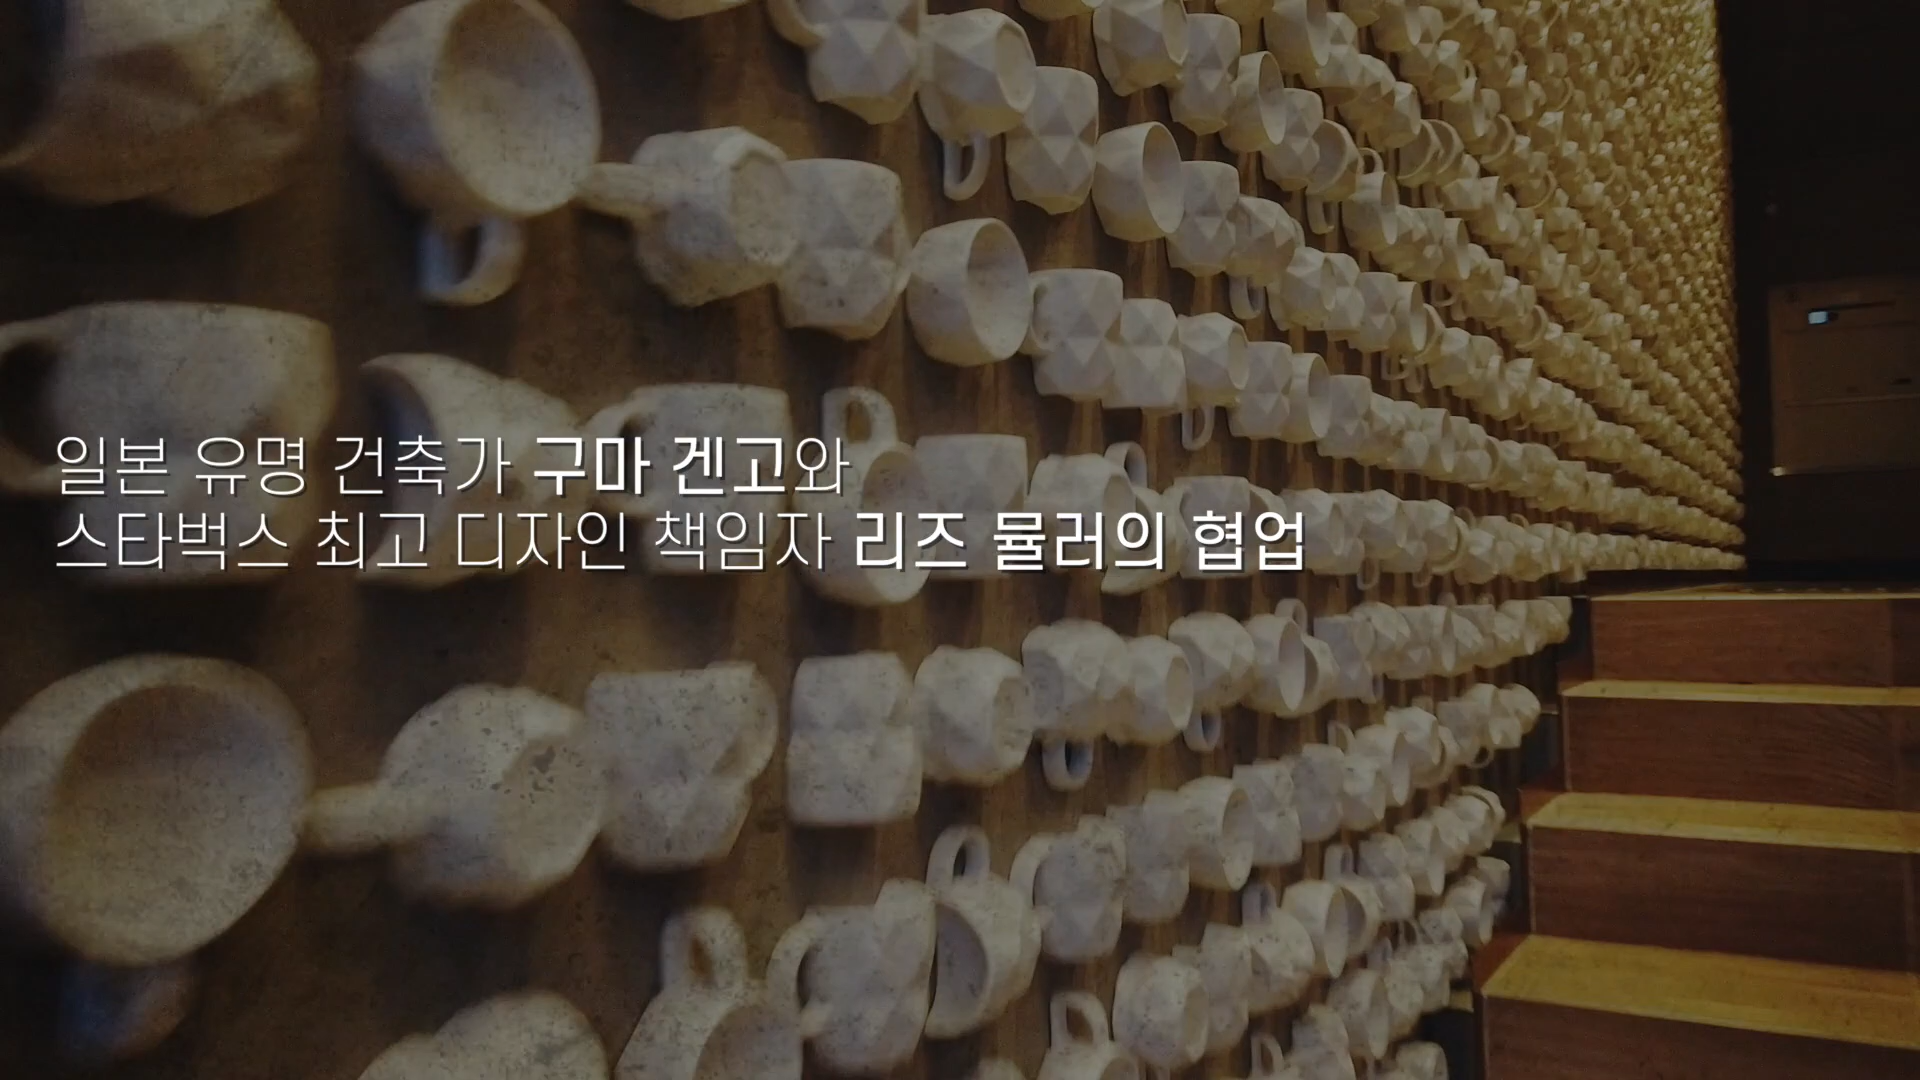 일본 유명 건축가 구마 겐고와
스타벅스 최고 디자인 책임자 리즈 뮬러의 협업